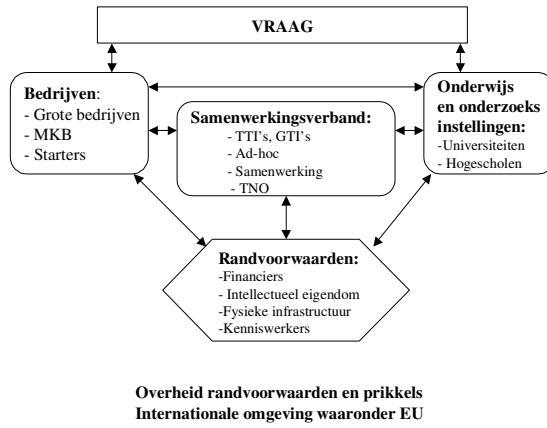 VRAAG
Bedrijven:
- Grote bedrijven
- MKB
- Starters
Samenwerkingsverband:
- TTI's, GTI's
- Ad-hoc
- Samenwerking
- TNO
Onderwijs
en onderzoeks
instellingen:
-Universiteiten
- Hogescholen
Randvoorwaarden:
-Financiers
- Intellectueel eigendom
-Fysieke infrastructuur
-Kenniswerkers
Overheid randvoorwaarden en prikkels
Internationale omgeving waaronder EU